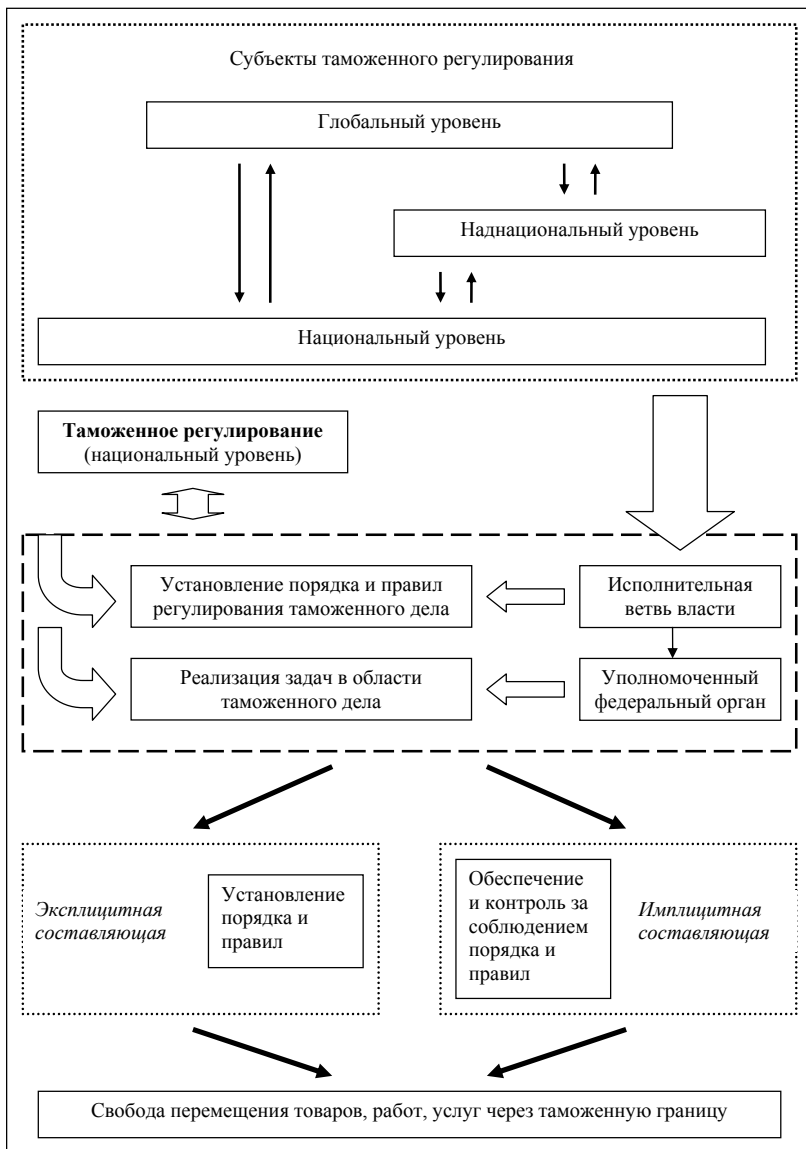 Субъекты таможенного регулирования
Глобальный уровень
Наднациональный уровень
Национальный уровень
Таможенное регулирование
(национальный уровень)
Установление порядка и правил
регулирования таможенного дела
Исполнительная
ветвь власти
Реализация задач в области
таможенного дела
Уполномоченный
федеральный орган
Эксплицитная
составляющая
Установление
порядка и
правил
Обеспечение
и контроль за
соблюдением
порядка и
правил
Имплицитная
составляющая
Свобода перемещения товаров, работ, услуг через таможенную границу